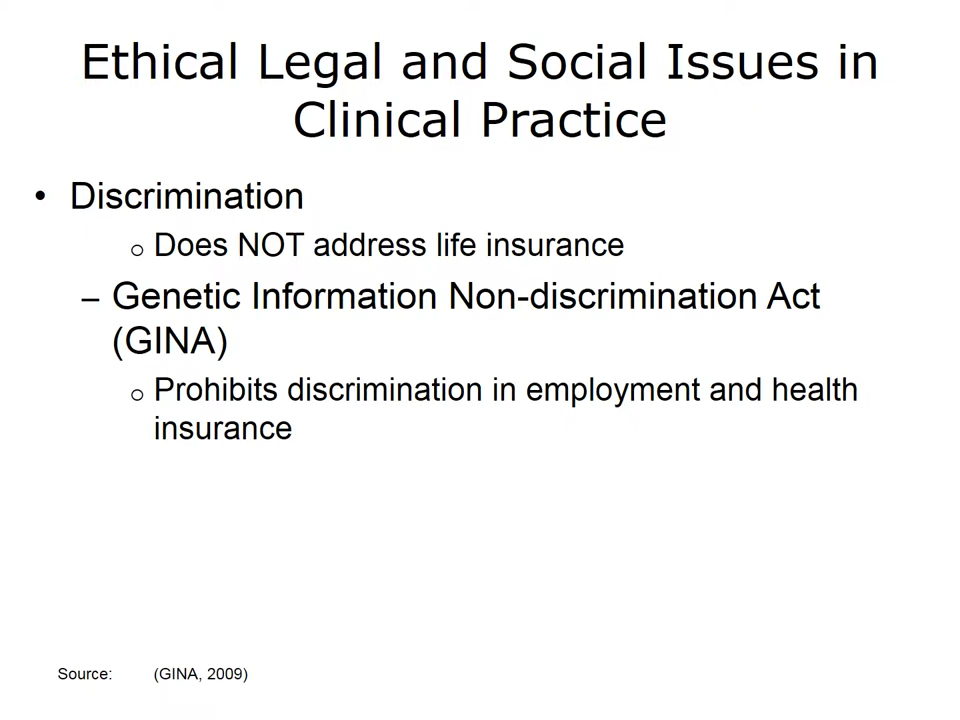 Ethical Legal and Social Issues in
Clinical Practice
• Discrimination
o Does NOT address life insurance
– Genetic Information Non-discrimination Act
(GINA)
o Prohibits discrimination in employment and health
insurance
Source: (GINA, 2009)